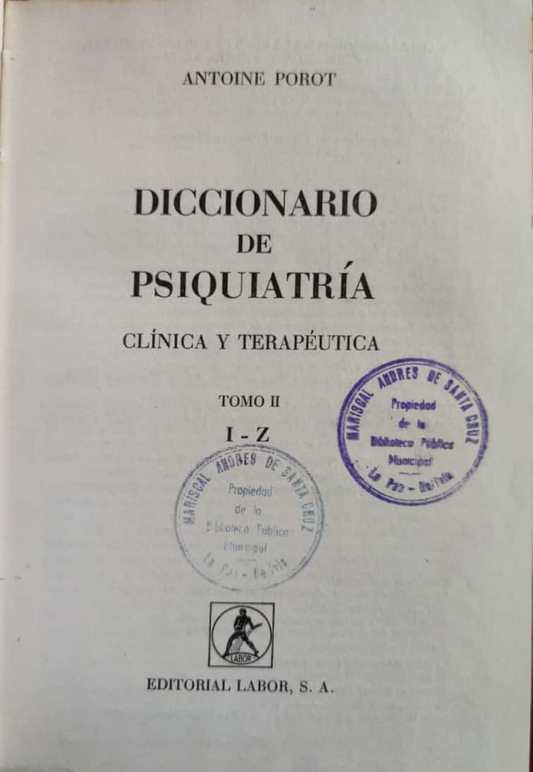 ANTOINE POROT
DICCIONARIO
DE
PSIQUIATRÍA
CLÍNICA Y TERAPÉUTICA
TOMO II
I - Z
MARISCAL ANDRES DE SANTA CRUZ
Propiedad
de la
Biblioteca Pública
Municipal
La Paz - Bolivia
MARISCAL ANDRES DE SANTA CRUZ
Propiedad
de la
Biblioteca Pública
Municipal
La Paz - Bolivia
LABOR
EDITORIAL LABOR, S. A.